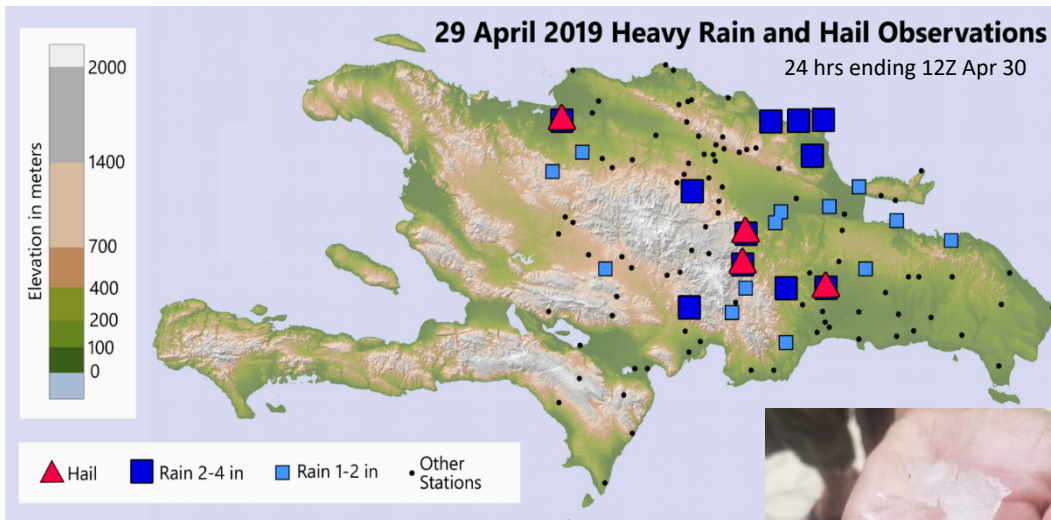 29 April 2019 Heavy Rain and Hail Observations
24 hrs ending 12Z Apr 30
Elevation in meters
2000
1400
700
400
200
100
0
Hail
Rain 2-4 in
Rain 1-2 in
Other
Stations